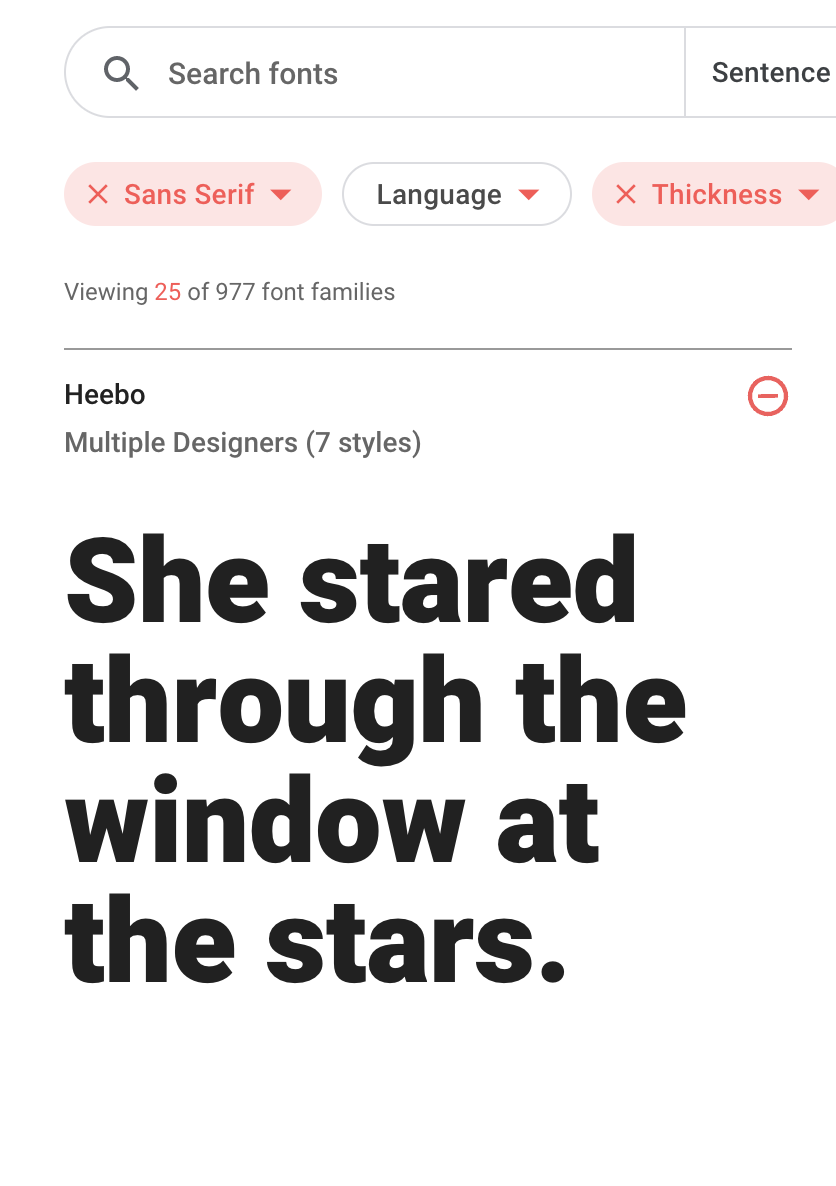 Search fonts
Sentence
Sans Serif
Language
Thickness
Viewing 25 of 977 font families
Heebo
Multiple Designers (7 styles)
She stared
through the
window at
the stars.